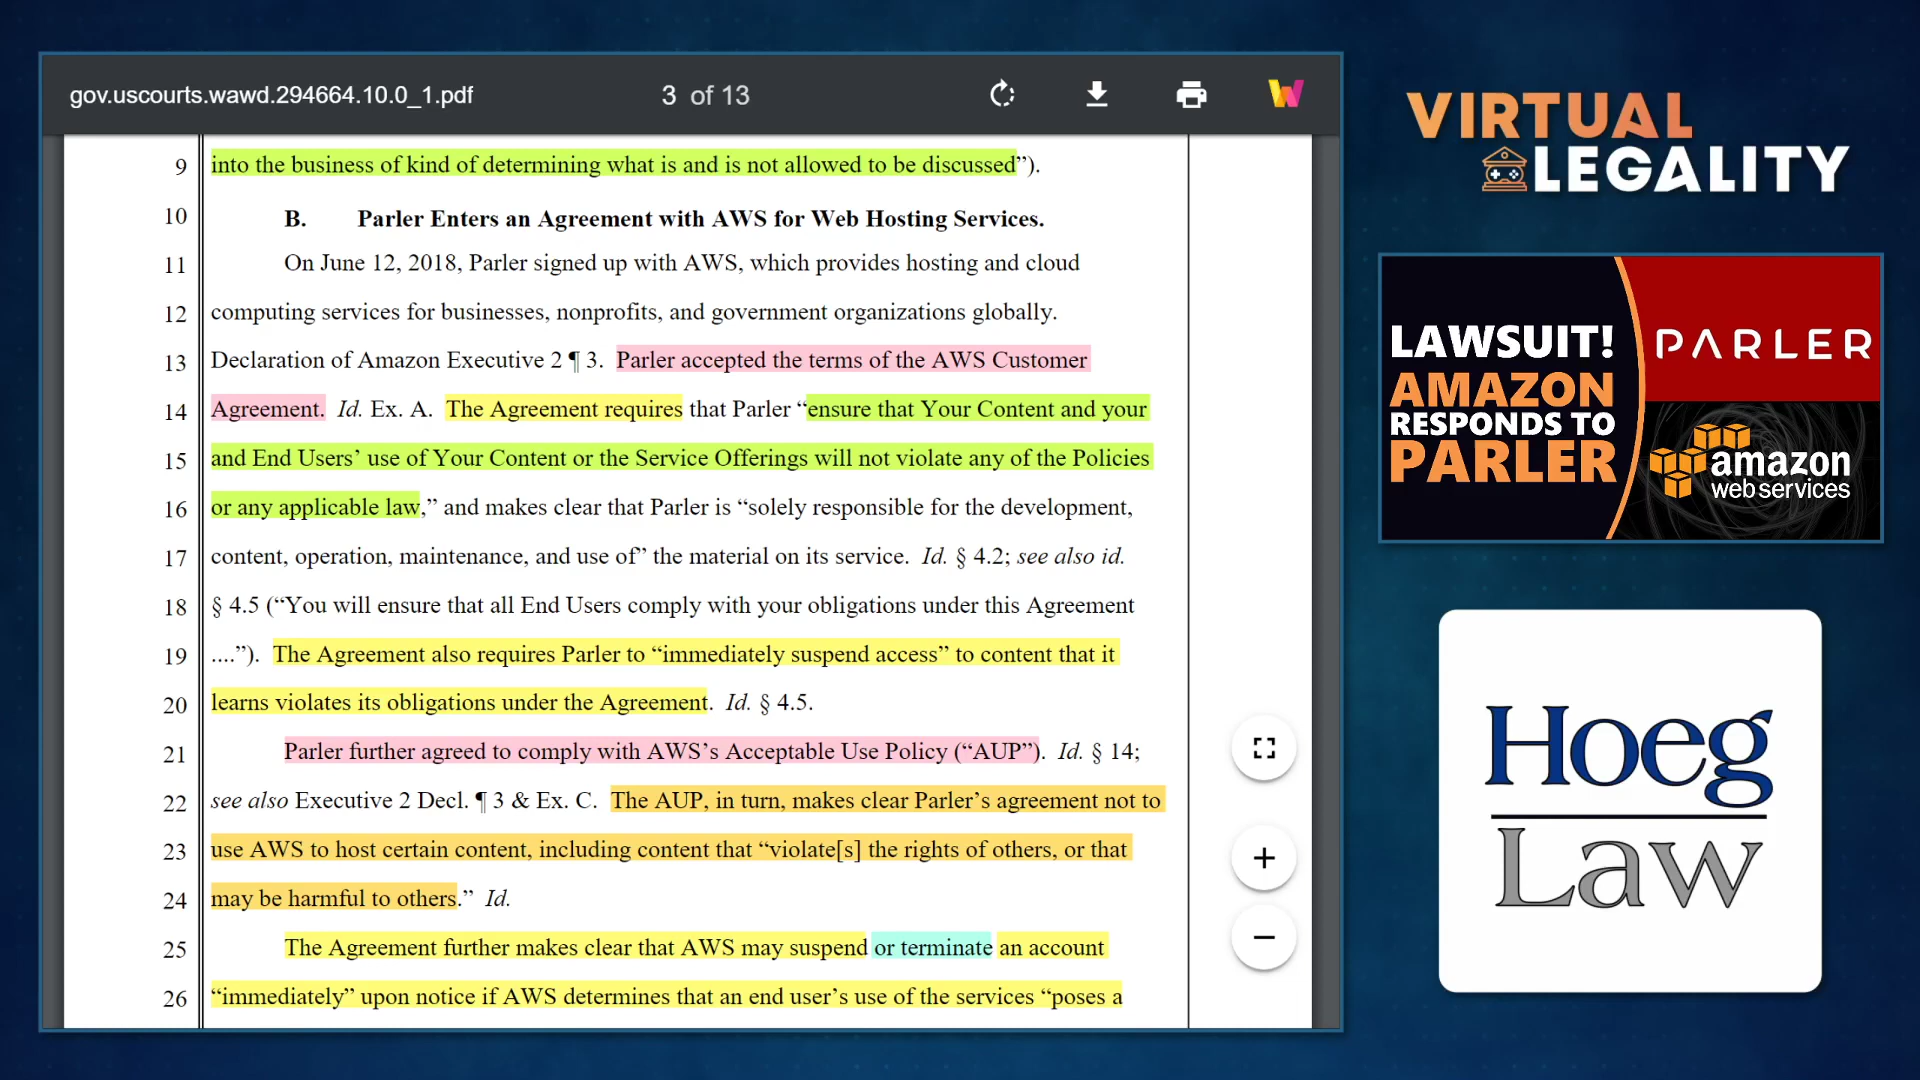 gov.uscourts.wawd.294664.10.0_1.pdf
3 of 13
9 into the business of kind of determining what is and is not allowed to be discussed”).
10 B. Parler Enters an Agreement with AWS for Web Hosting Services.
11 On June 12, 2018, Parler signed up with AWS, which provides hosting and cloud
12 computing services for businesses, nonprofits, and government organizations globally.
13 Declaration of Amazon Executive 2 ¶ 3. Parler accepted the terms of the AWS Customer
14 Agreement. Id. Ex. A. The Agreement requires that Parler “ensure that Your Content and your
15 and End Users’ use of Your Content or the Service Offerings will not violate any of the Policies
16 or any applicable law,” and makes clear that Parler is “solely responsible for the development,
17 content, operation, maintenance, and use of” the material on its service. Id. § 4.2; see also id.
18 § 4.5 (“You will ensure that all End Users comply with your obligations under this Agreement
19 ....”). The Agreement also requires Parler to “immediately suspend access” to content that it
20 learns violates its obligations under the Agreement. Id. § 4.5.
21 Parler further agreed to comply with AWS’s Acceptable Use Policy (“AUP”). Id. § 14;
22 see also Executive 2 Decl. ¶ 3 & Ex. C. The AUP, in turn, makes clear Parler’s agreement not to
23 use AWS to host certain content, including content that “violate[s] the rights of others, or that
24 may be harmful to others.” Id.
25 The Agreement further makes clear that AWS may suspend or terminate an account
26 “immediately” upon notice if AWS determines that an end user’s use of the services “poses a
VIRTUAL
LEGALITY
LAWSUIT!
AMAZON
RESPONDS TO
PARLER
PARLER
amazon
webservices
Hoeg
Law